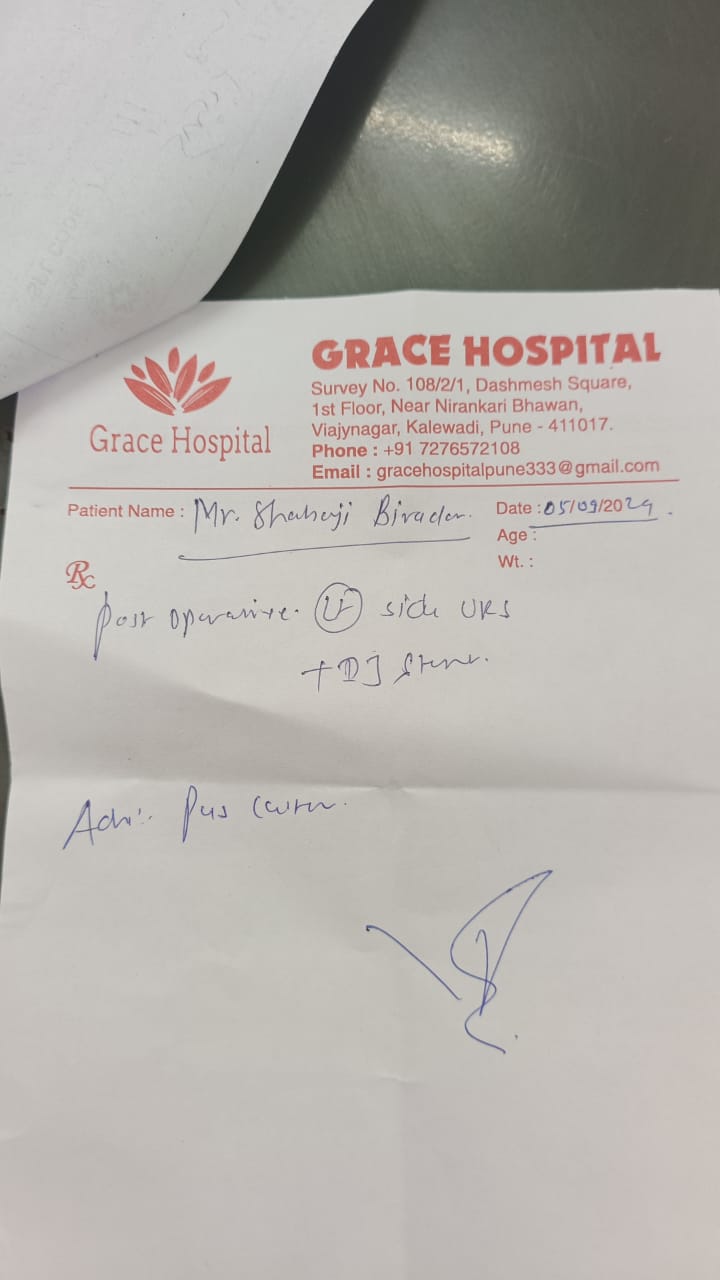 GRACE HOSPITAL
Survey No. 108/2/1, Dashmesh Square,
1st Floor, Near Nirankari Bhawan,
Viajynagar, Kalewadi, Pune - 411017.
Phone : +91 7276572108
Email : gracehospitalpune333@gmail.com
Grace Hospital
Patient Name : Mr. Shahaji Biradar.
Date : 05/09/2024.
Age :
Wt. :
Rx
Post operative. side URS
+ DJ Stent.
Adv:. Pus